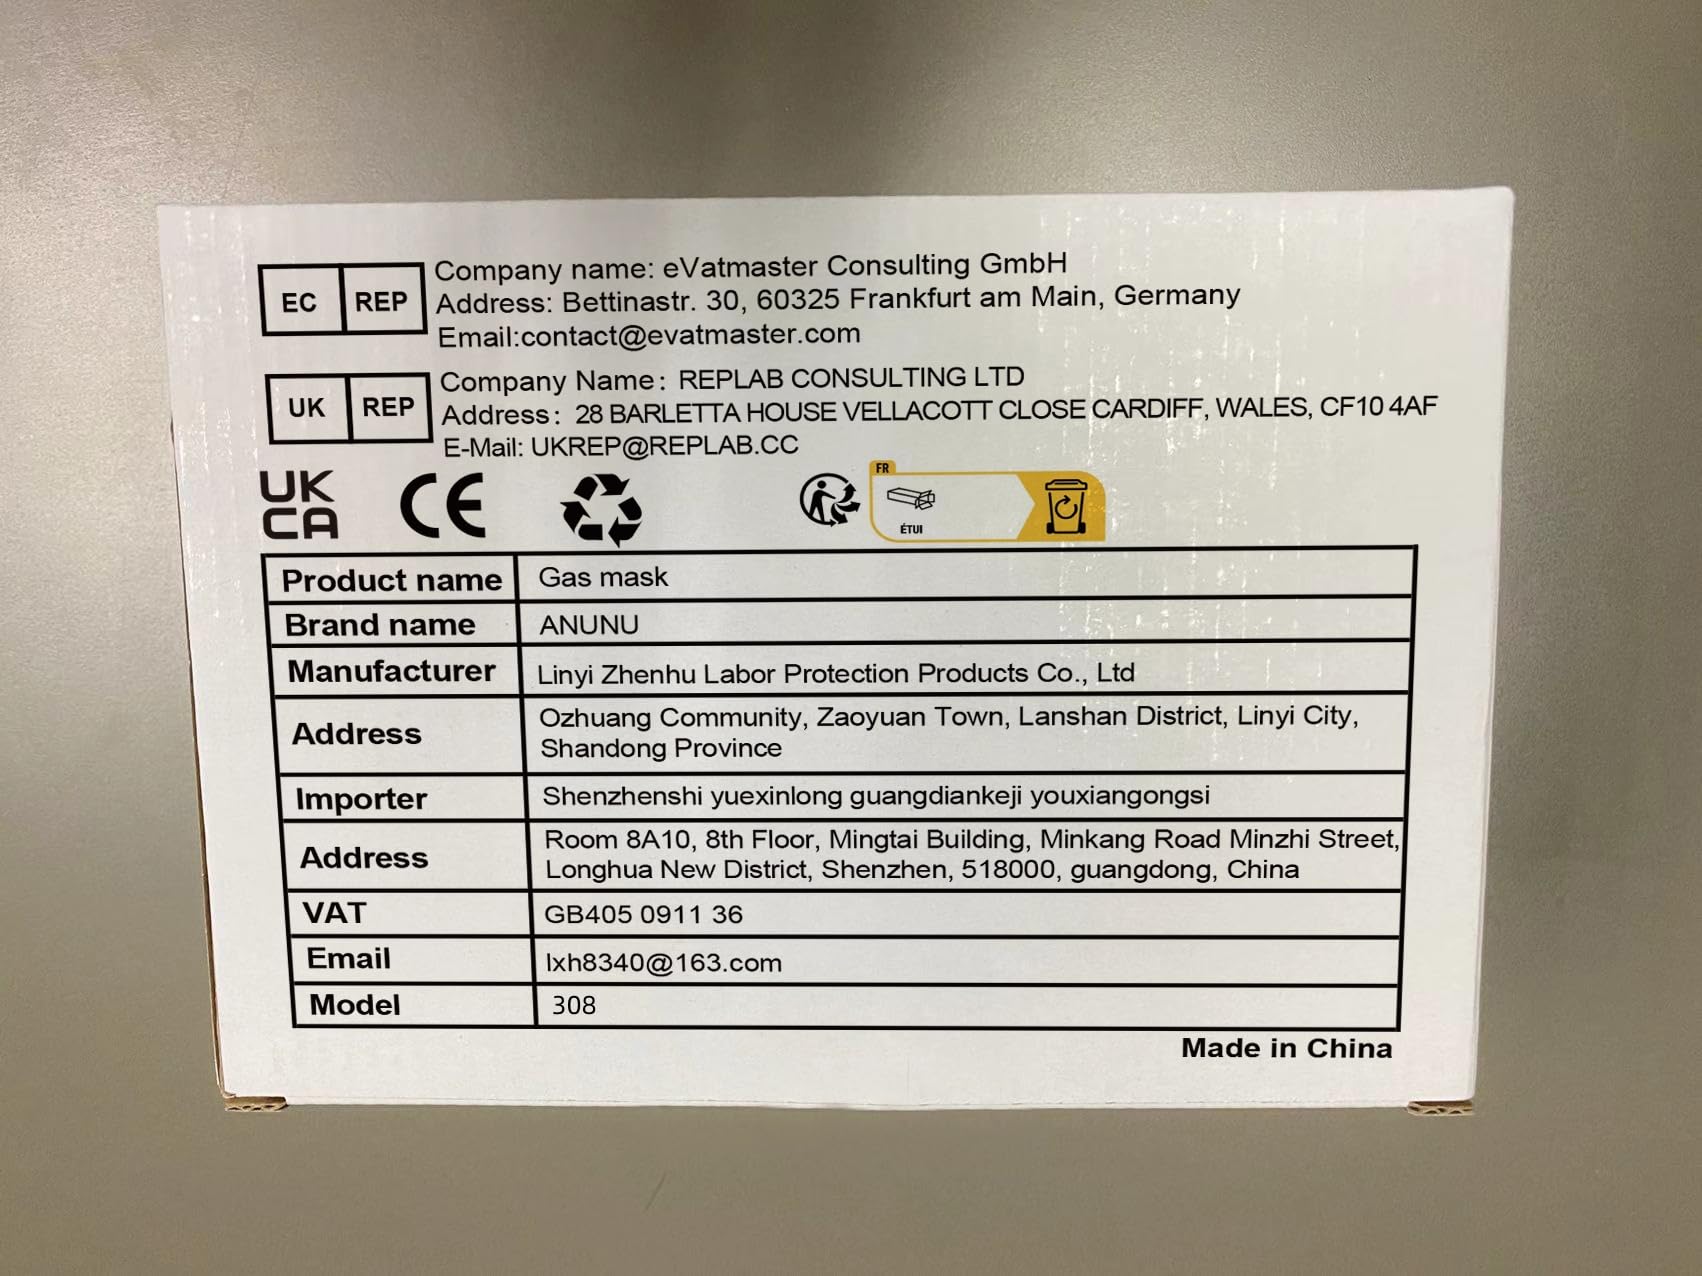 EC REP
Company name: eVatmaster Consulting GmbH
Address: Bettinastr. 30, 60325 Frankfurt am Main, Germany
Email:contact@evatmaster.com
UK REP
Company Name: REPLAB CONSULTING LTD
Address: 28 BARLETTA HOUSE VELLACOTT CLOSE CARDIFF, WALES, CF10 4AF
E-Mail: UKREP@REPLAB.CC
UK
CA
CE
FR
ÉTUI
Product name Gas mask
Brand name ANUNU
Manufacturer Linyi Zhenhu Labor Protection Products Co., Ltd
Address Ozhuang Community, Zaoyuan Town, Lanshan District, Linyi City,
Shandong Province
Importer Shenzhenshi yuexinlong guangdiankeji youxiangongsi
Address Room 8A10, 8th Floor, Mingtai Building, Minkang Road Minzhi Street,
Longhua New District, Shenzhen, 518000, guangdong, China
VAT GB405 0911 36
Email lxh8340@163.com
Model 308
Made in China